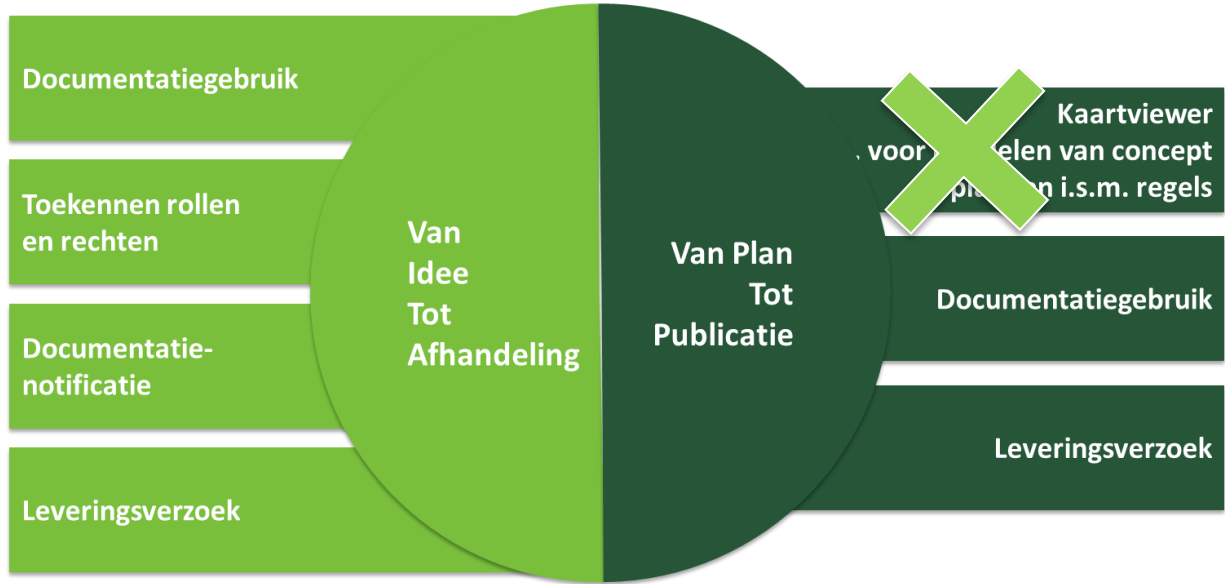 Documentatiegebruik
Toekennen rollen
en rechten
Documentatie-
notificatie
Leveringsverzoek
Van
Idee
Tot
Afhandeling
Van Plan
Tot
Publicatie
Kaartviewer
voor van concept
i.s.m. regels
Documentatiegebruik
Leveringsverzoek